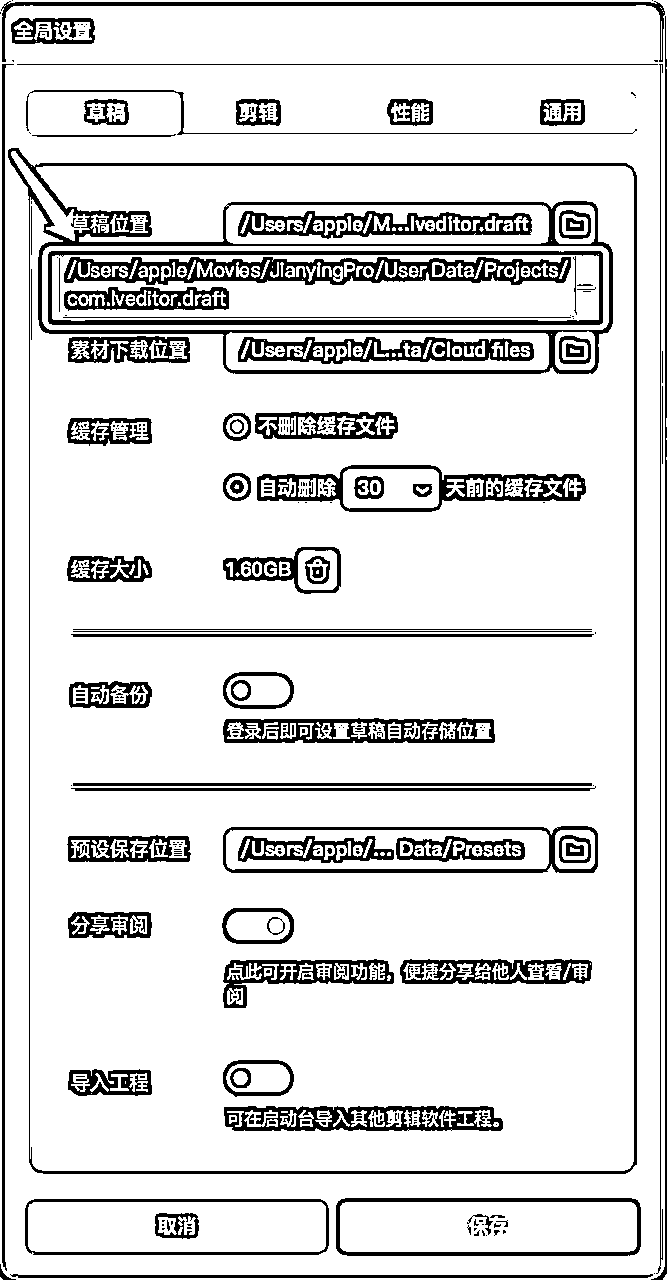 全局设置
草稿 剪辑 性能 通用
草稿位置 /Users/apple/M...lveditor.draft
/Users/apple/Movies/JianyingPro/User Data/Projects/
com.lveditor.draft
素材下载位置 /Users/apple/L...ta/Cloud files
缓存管理 不删除缓存文件
自动删除 30 天前的缓存文件
缓存大小 1.60GB
自动备份
登录后即可设置草稿自动存储位置
预设保存位置 /Users/apple/... Data/Presets
分享审阅
点此可开启审阅功能，便捷分享给他人查看/审
阅
导入工程
可在启动台导入其他剪辑软件工程。
取消 保存